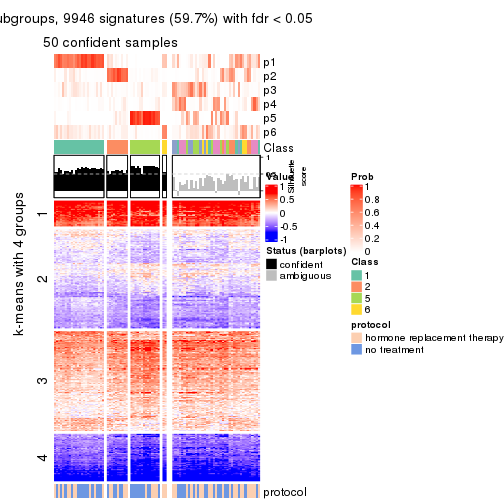 ubgroups, 9946 signatures (59.7%) with fdr < 0.05
50 confident samples
p1
p2
p3
p4
p5
p6
Class
1
0.5
0
Silhouette
score
Value
1
0.5
0
-0.5
-1
Prob
1
0.8
0.6
0.4
0.2
0
Status (barplots)
confident
ambiguous
Class
1
2
5
6
protocol
hormone replacement therapy
no treatment
k-means with 4 groups
1
2
3
4
protocol